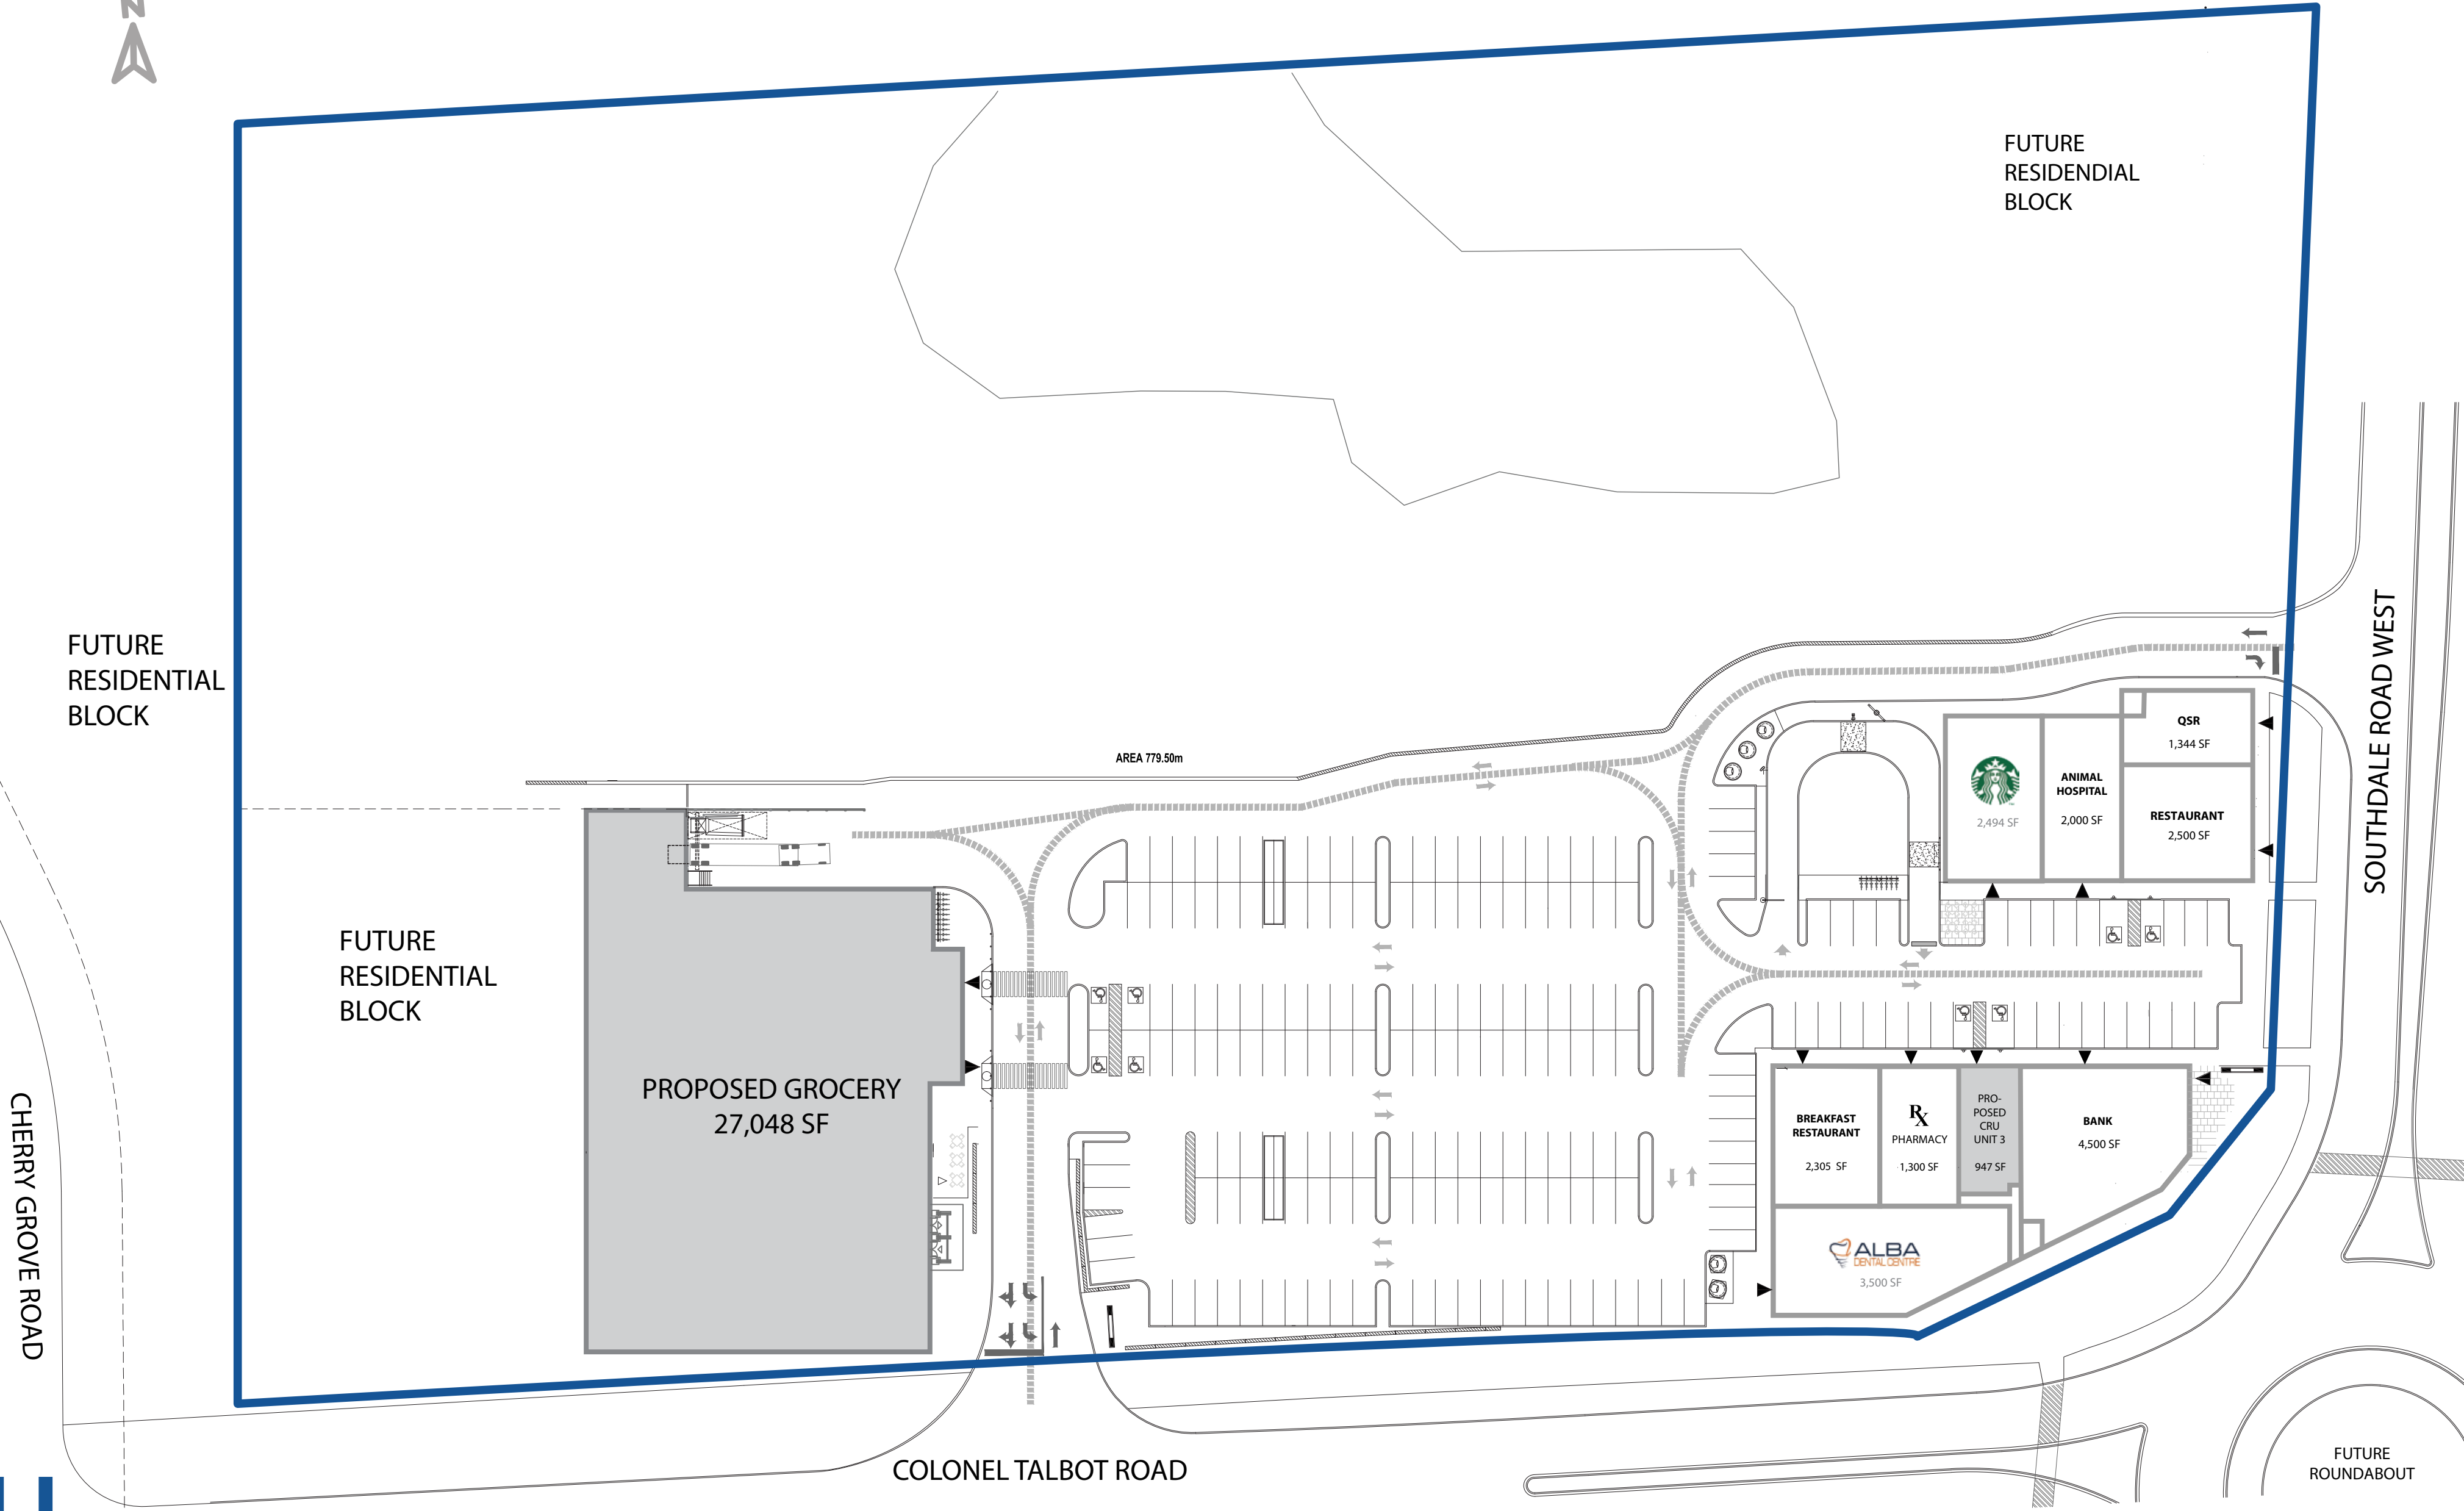 N
FUTURE
RESIDENDIAL
BLOCK
FUTURE
RESIDENTIAL
BLOCK
SOUTHDALE ROAD WEST
AREA 779.50m
QSR
1,344 SF
ANIMAL
HOSPITAL
2,000 SF
2,494 SF
RESTAURANT
2,500 SF
FUTURE
RESIDENTIAL
BLOCK
PROPOSED GROCERY
27,048 SF
CHERRY GROVE ROAD
BREAKFAST
RESTAURANT
2,305 SF
Rx
PHARMACY
1,300 SF
PRO-
POSED
CRU
UNIT 3
947 SF
BANK
4,500 SF
ALBA
DENTAL CENTRE
3,500 SF
COLONEL TALBOT ROAD
FUTURE
ROUNDABOUT